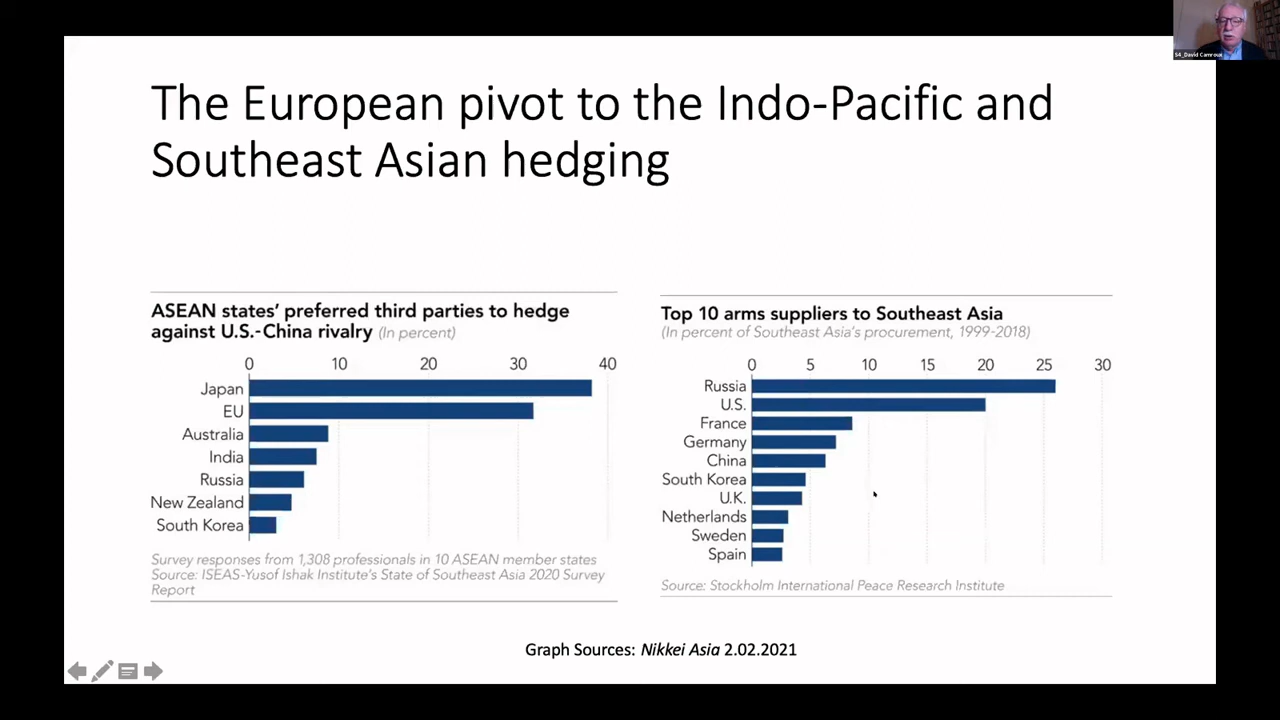 S4_David Camroux
The European pivot to the Indo-Pacific and
Southeast Asian hedging
ASEAN states’ preferred third parties to hedge
against U.S.-China rivalry (In percent)
0 10 20 30 40
Japan
EU
Australia
India
Russia
New Zealand
South Korea
Survey responses from 1,308 professionals in 10 ASEAN member states
Source: ISEAS-Yusof Ishak Institute’s State of Southeast Asia 2020 Survey
Report
Top 10 arms suppliers to Southeast Asia
(In percent of Southeast Asia’s procurement, 1999-2018)
0 5 10 15 20 25 30
Russia
U.S.
France
Germany
China
South Korea
U.K.
Netherlands
Sweden
Spain
Source: Stockholm International Peace Research Institute
Graph Sources: Nikkei Asia 2.02.2021